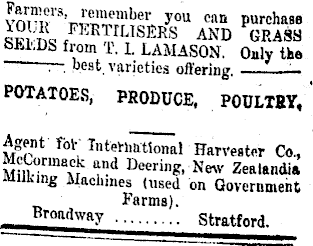 Farmers, remember you can purchase
YOUR FERTILISERS AND GRASS
SEEDS from T. I. LAMASON. Only the
best varieties offering.
POTATOES, PRODUCE, POULTRY,
Agent for International Harvester Co.,
McCormack and Deering, New Zealandia
Milking Machines (used on Government
Farms).
Broadway ......... Stratford.